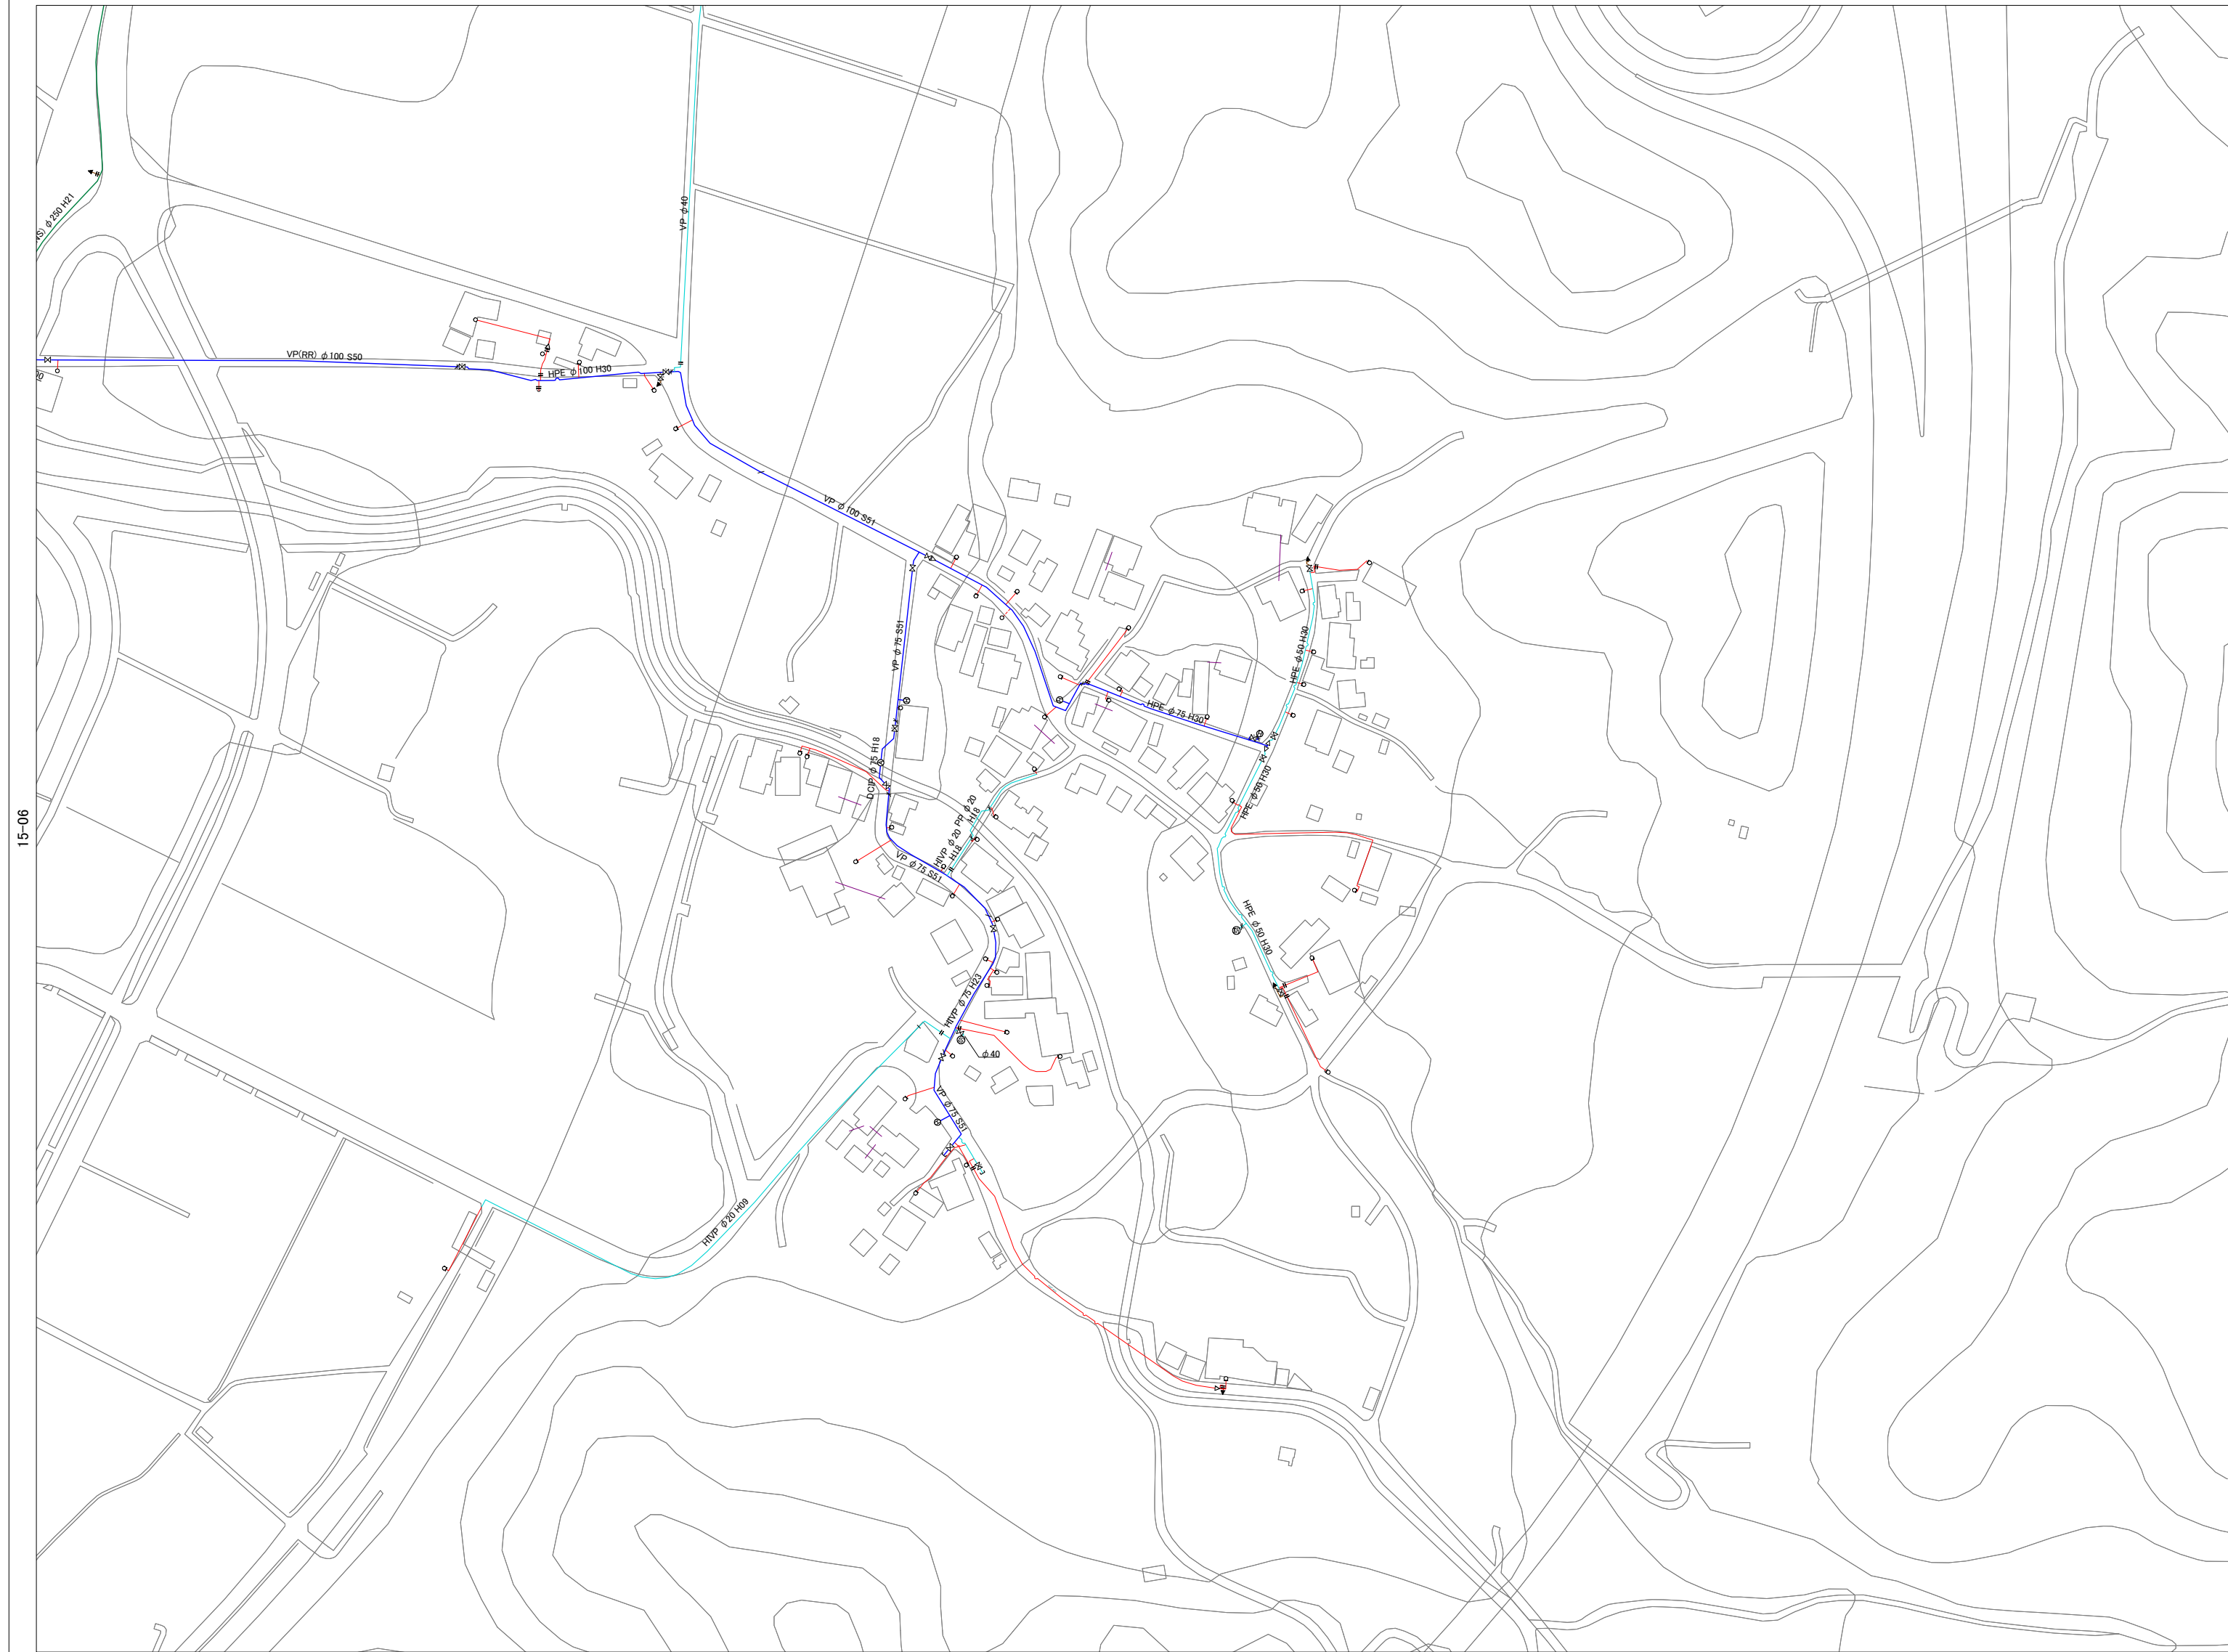 S) φ250 H21
VP φ40
VP(RR) φ100 S50
HPE φ100 H30
VP φ100 S51
VP φ75 S51
HPE φ50 H30
HPE φ75 H30
DCIP φ75 H18
HPE φ50 H30
PP φ20
H18
HIVP φ20
H18
15-06
VP φ75 S51
HPE φ50 H30
HIVP φ75 H23
φ40
VP φ75 S51
HIVP φ20 H09